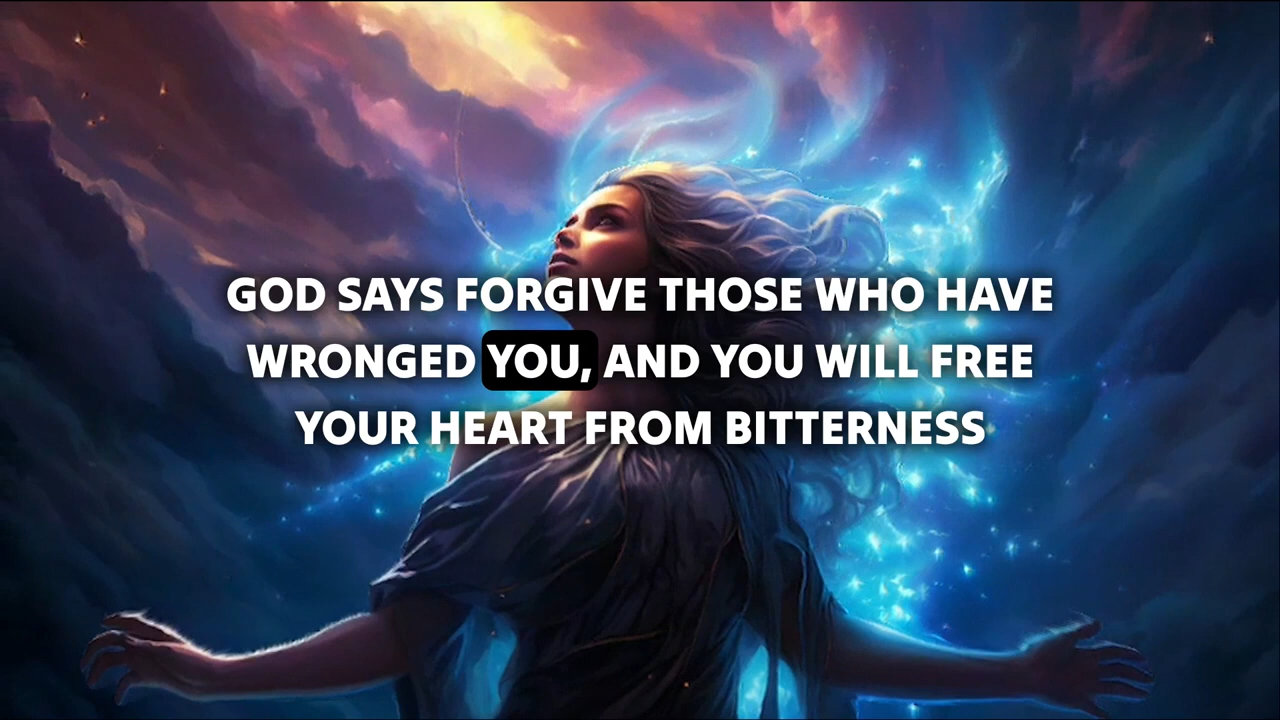 GOD SAYS FORGIVE THOSE WHO HAVE
WRONGED YOU, AND YOU WILL FREE
YOUR HEART FROM BITTERNESS